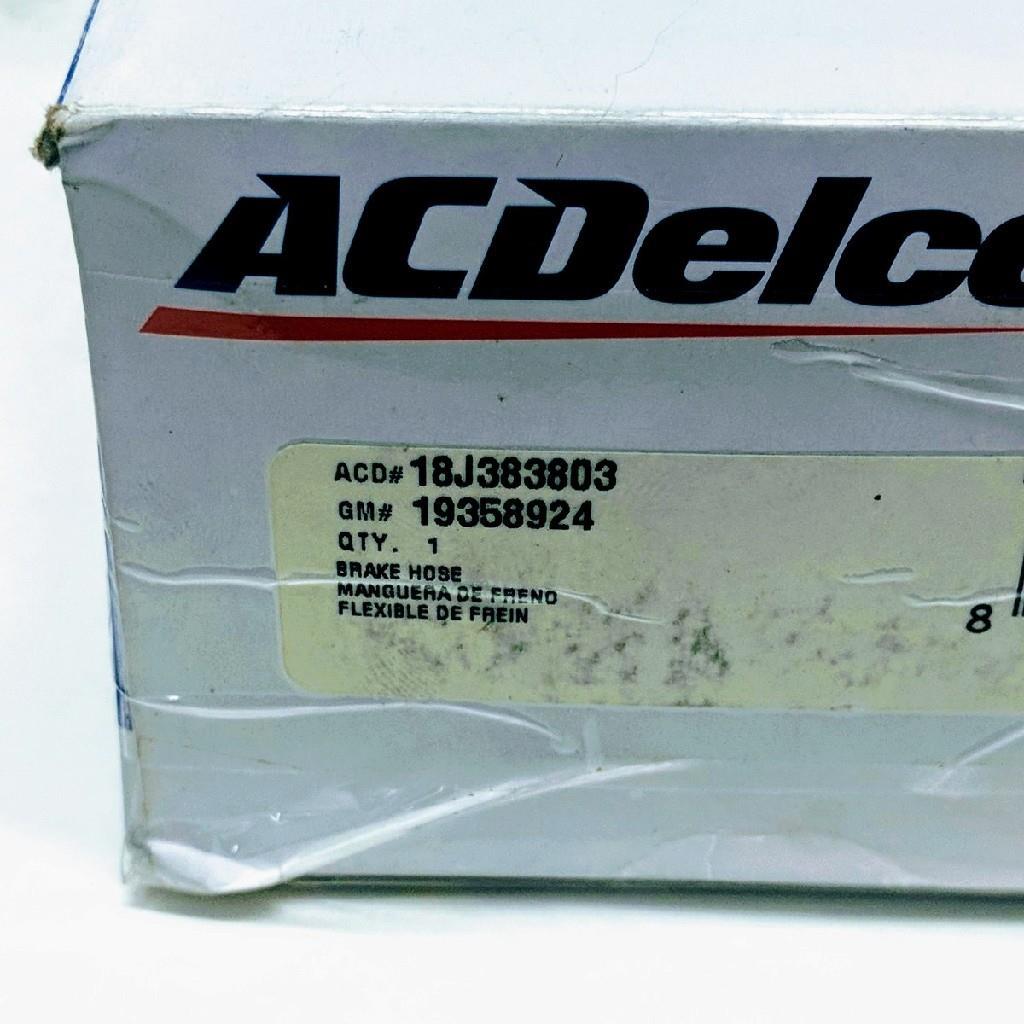 ACDelco
ACD# 18J383803
GM# 19358924
QTY. 1
BRAKE HOSE
MANGUERA DE FRENO
FLEXIBLE DE FREIN
8